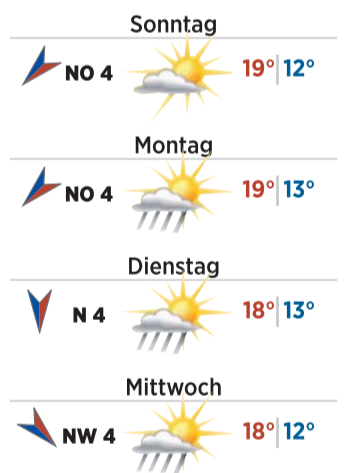 Sonntag
NO 4 19° 12°
Montag
NO 4 19° 13°
Dienstag
N 4 18° 13°
Mittwoch
NW 4 18° 12°